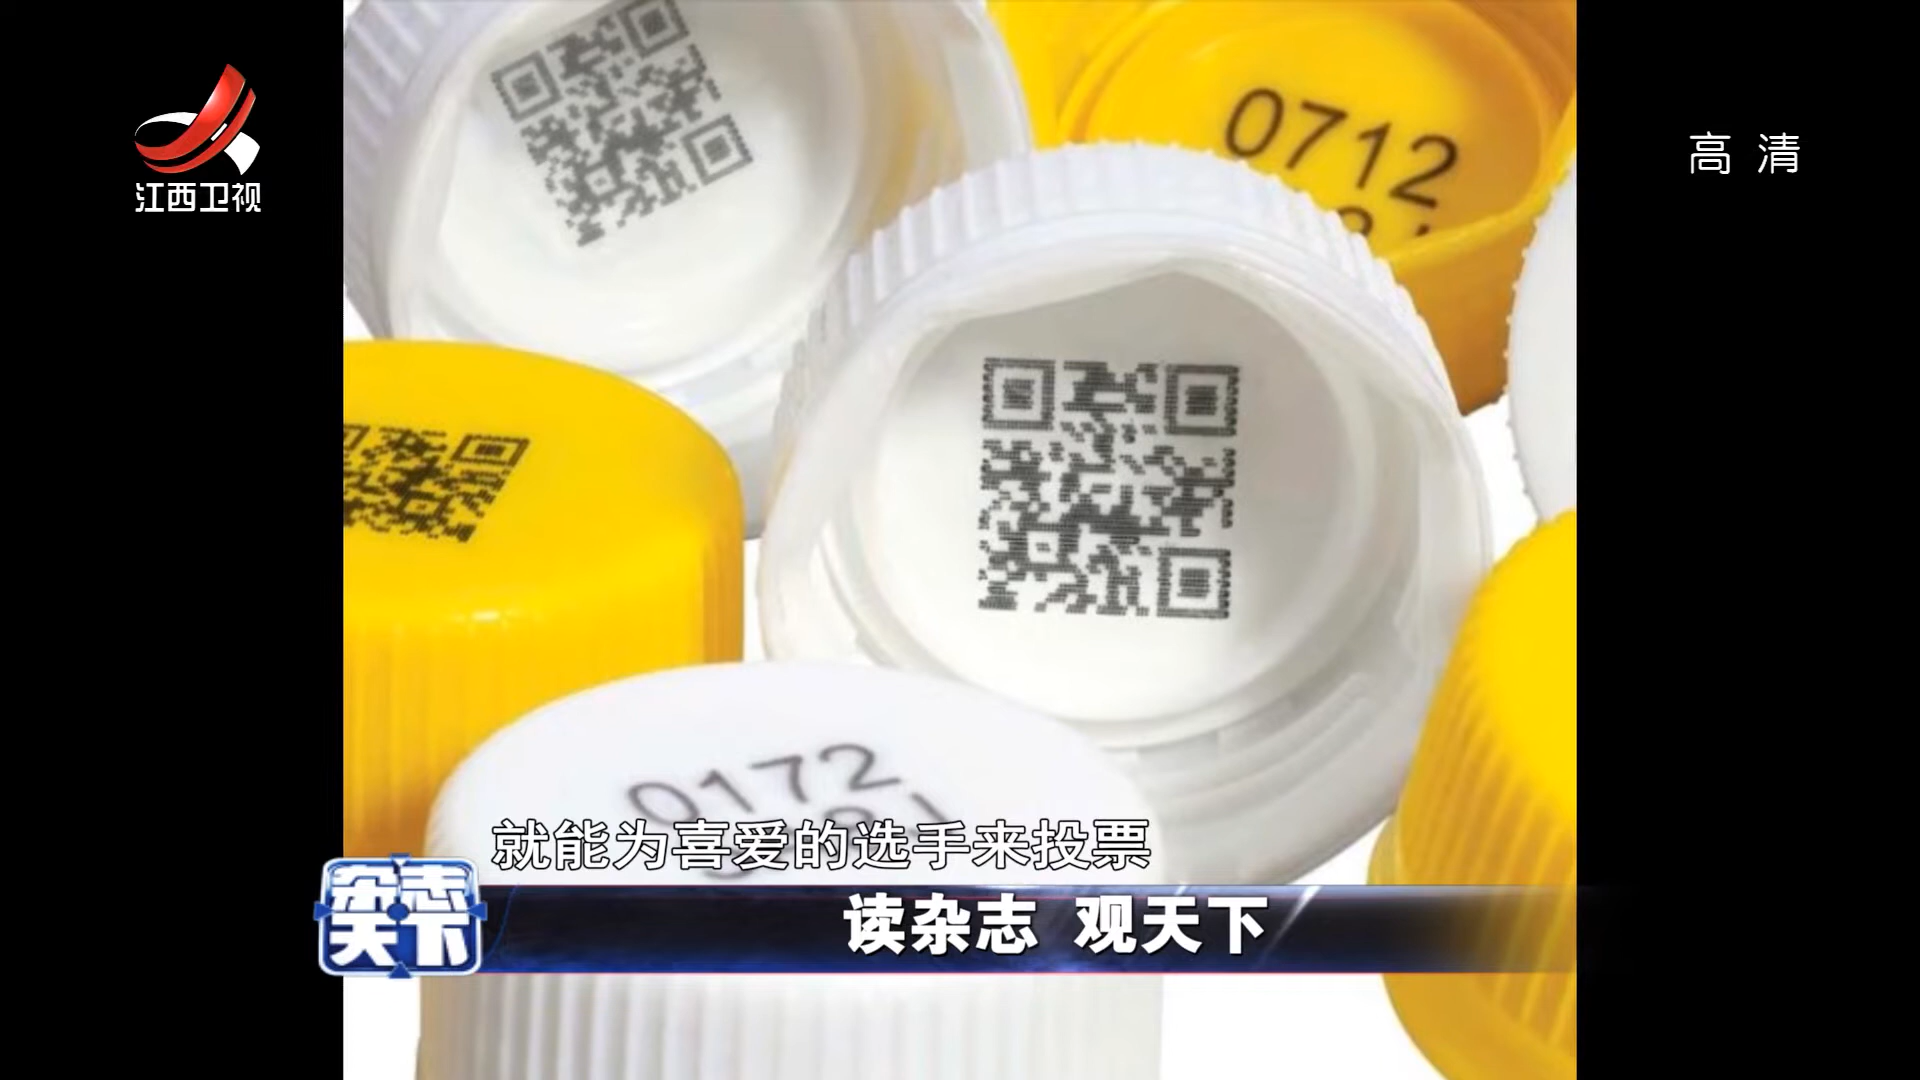 江西卫视
高清
0712
0172
就能为喜爱的选手来投票
杂志
天下
读杂志 观天下